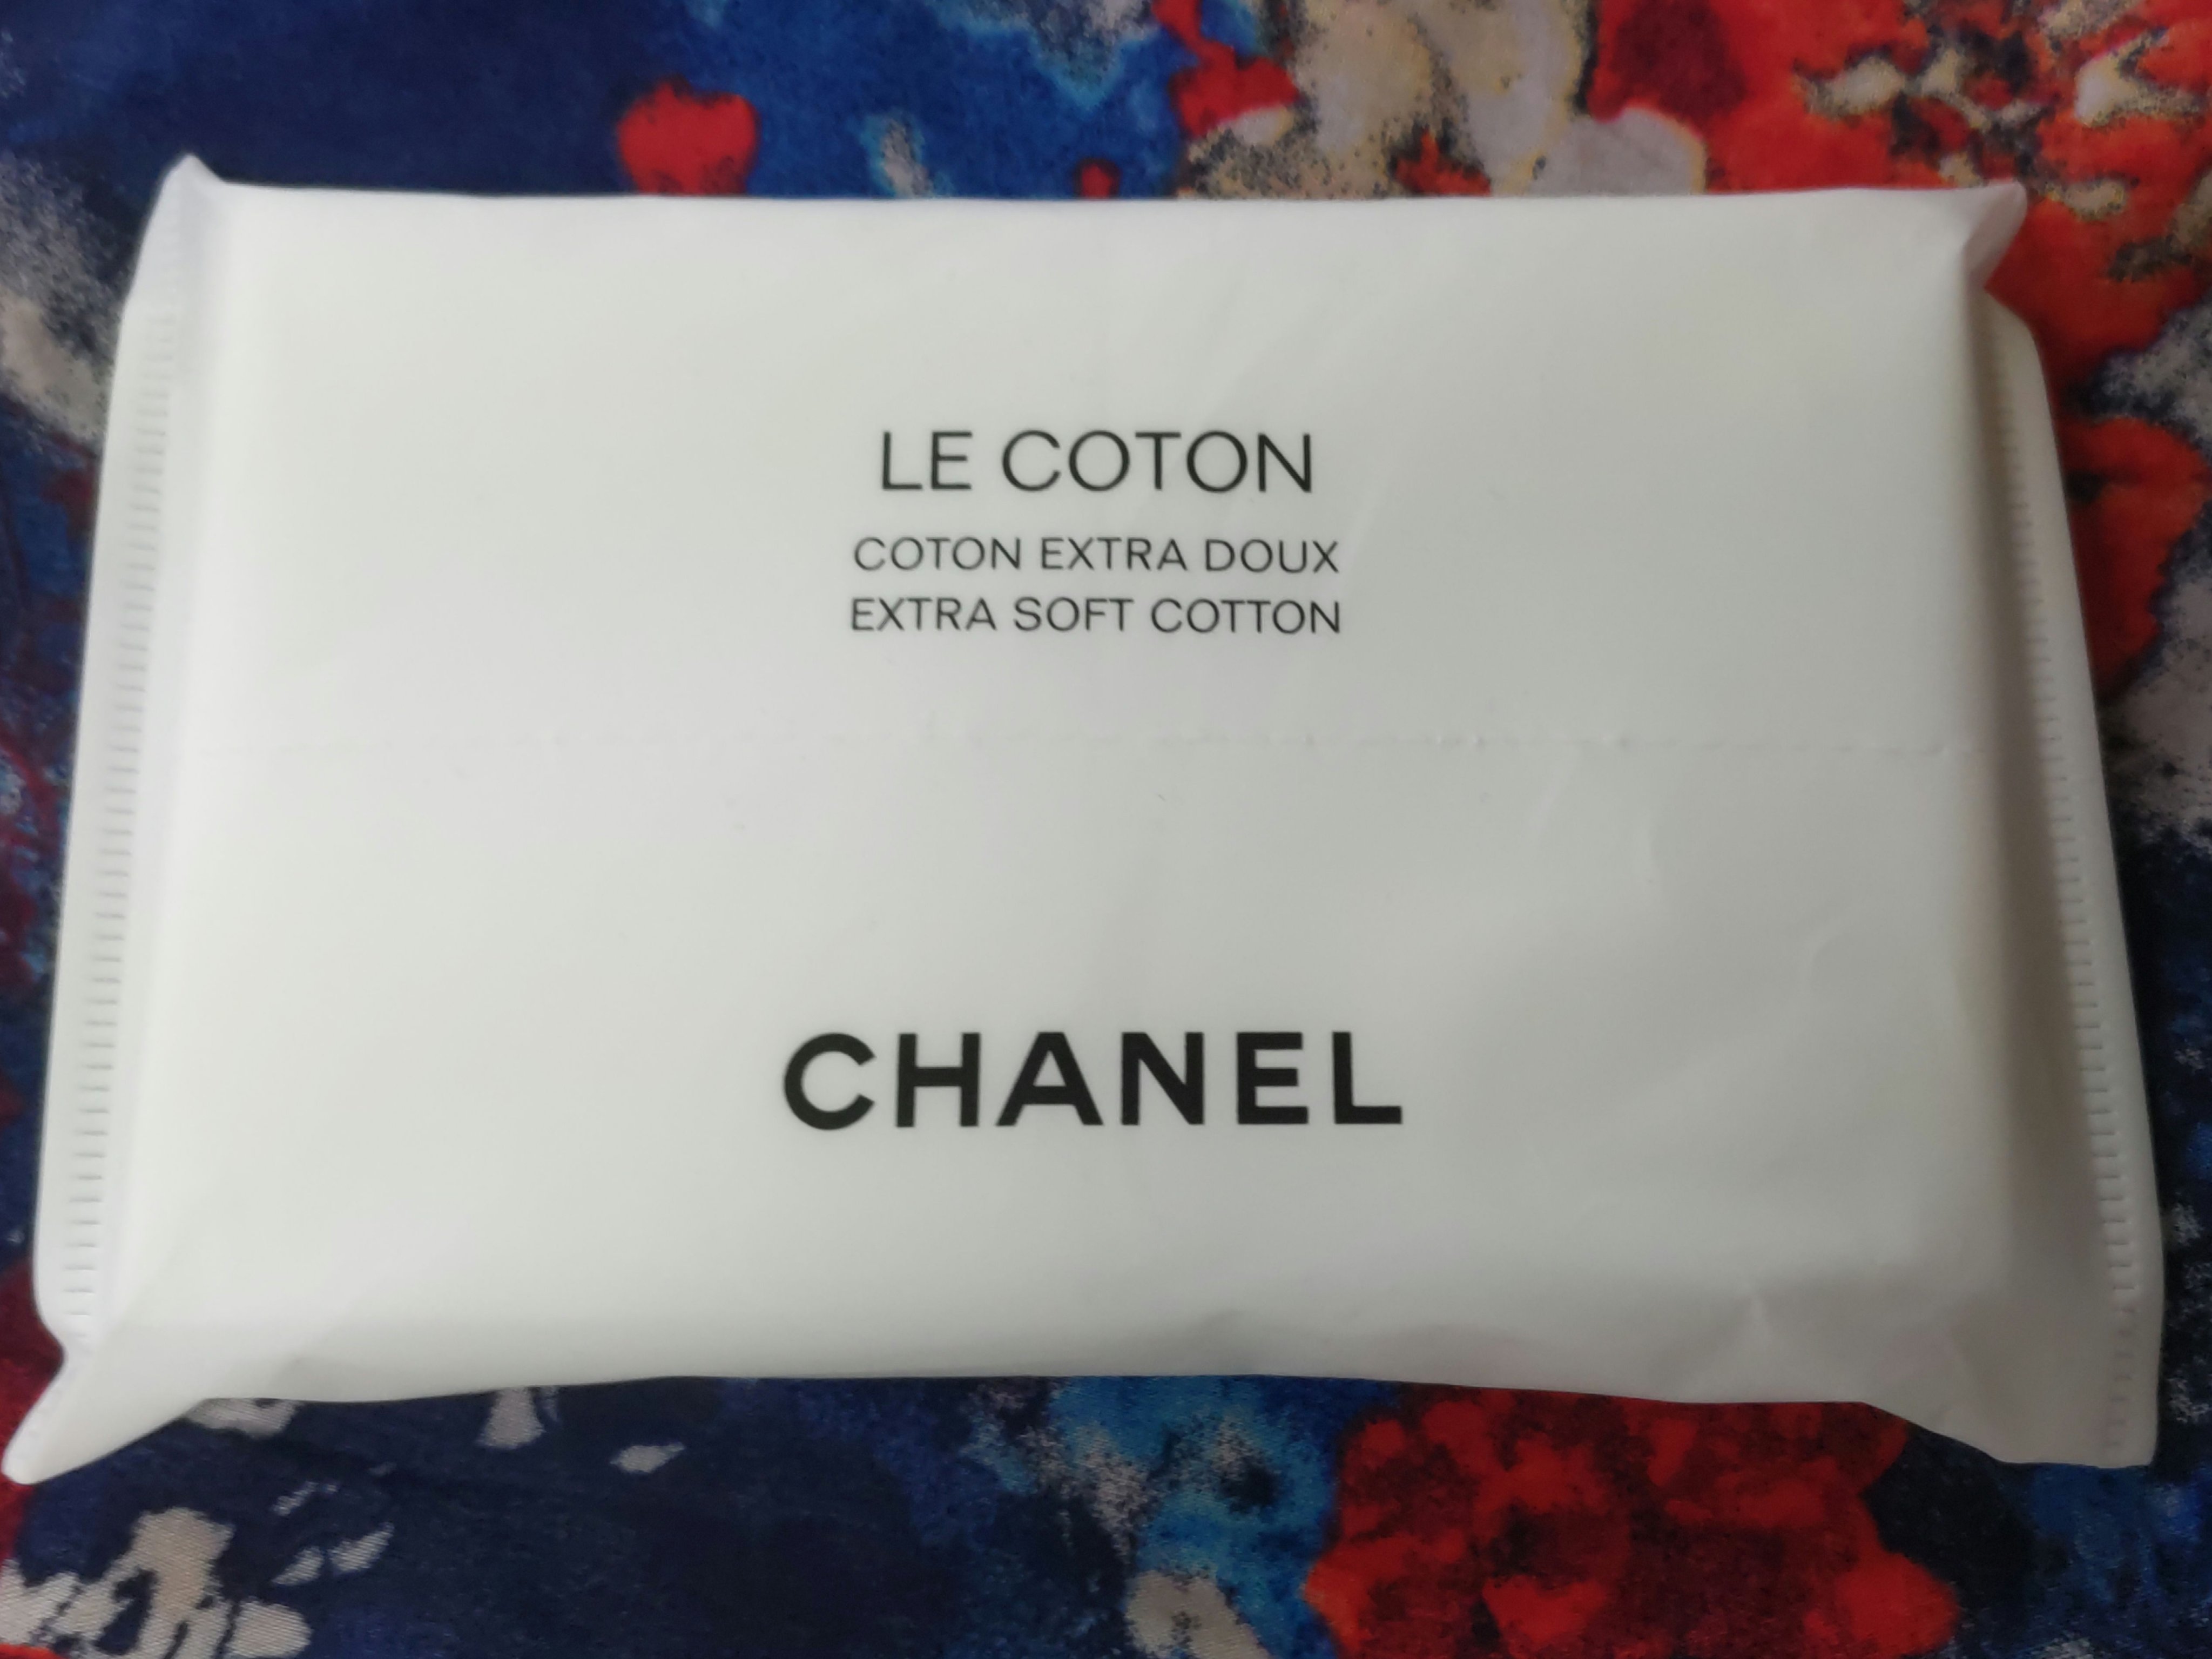 LE COTON
COTON EXTRA DOUX
EXTRA SOFT COTTON
CHANEL